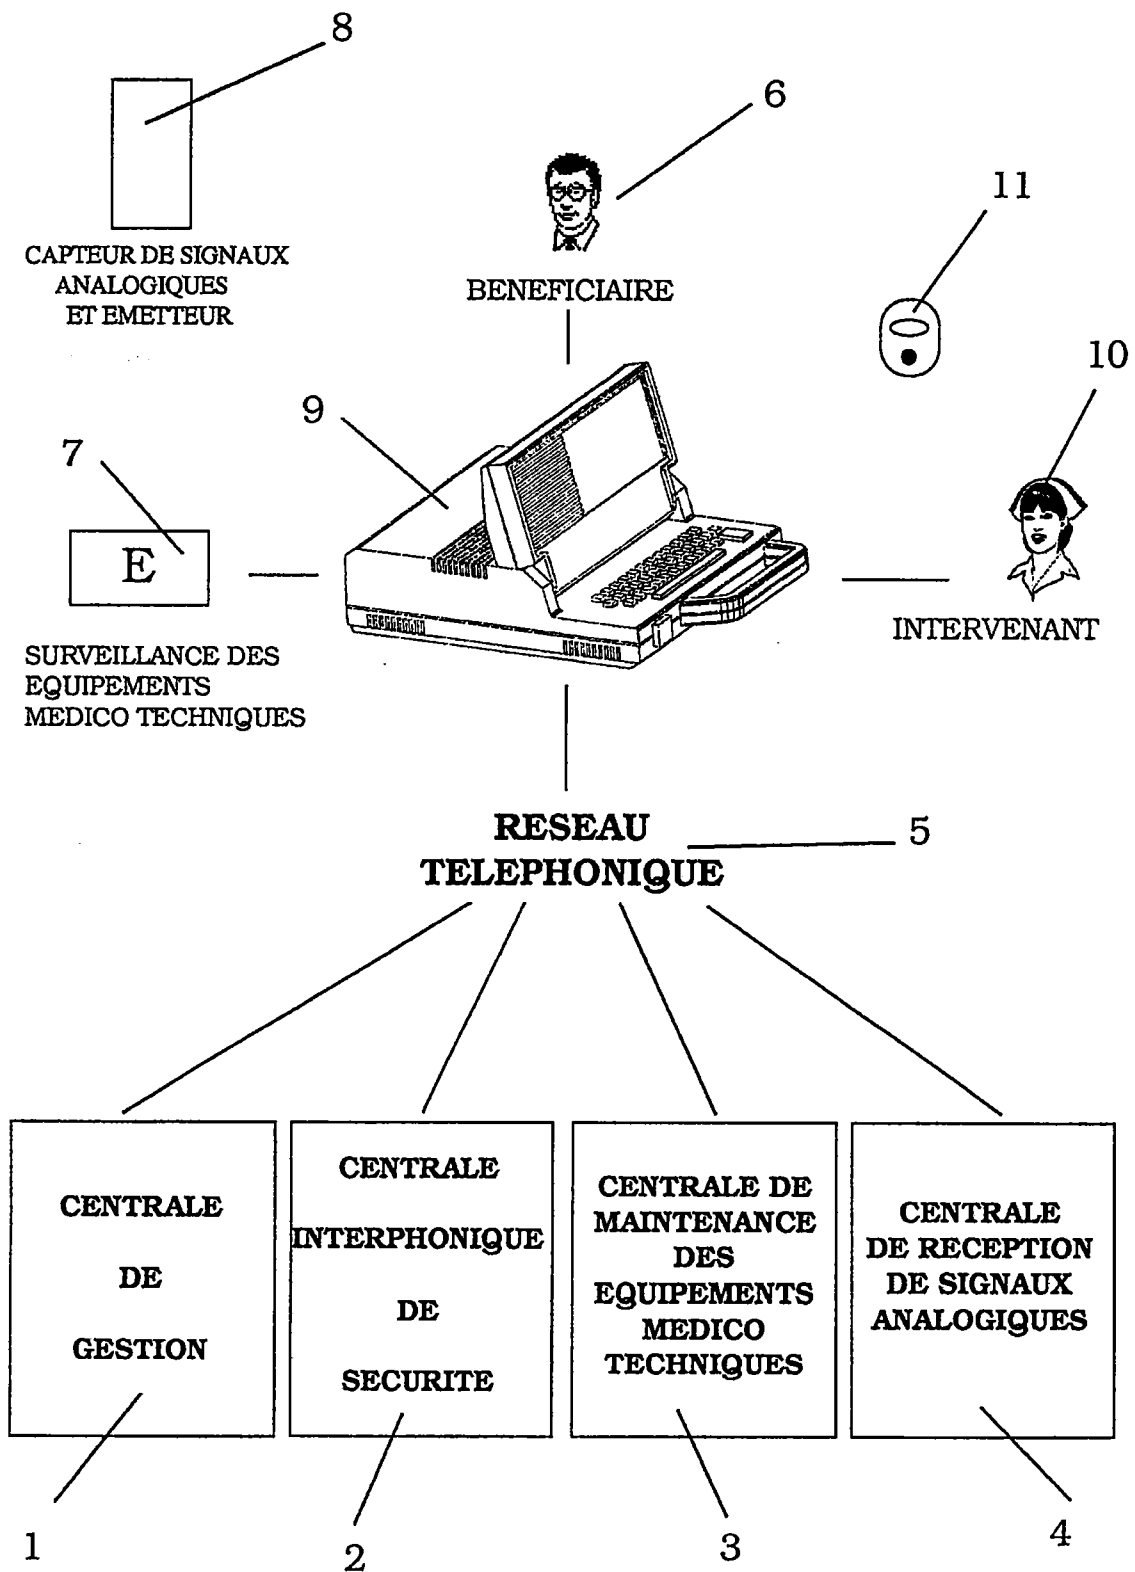 8
6
11
CAPTEUR DE SIGNAUX
ANALOGIQUES
ET EMETTEUR
BENEFICIAIRE
10
9
7
E
INTERVENANT
SURVEILLANCE DES
EQUIPEMENTS
MEDICO TECHNIQUES
RESEAU
TELEPHONIQUE
5
CENTRALE
DE
GESTION
CENTRALE
INTERPHONIQUE
DE
SECURITE
CENTRALE DE
MAINTENANCE
DES
EQUIPEMENTS
MEDICO
TECHNIQUES
CENTRALE
DE RECEPTION
DE SIGNAUX
ANALOGIQUES
1
2
3
4